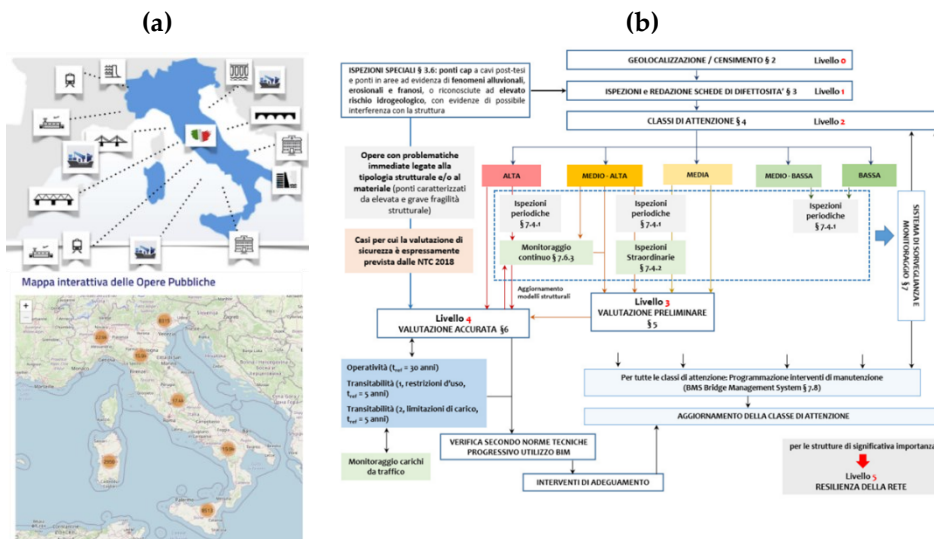 (a)
Mappa interattiva delle Opere Pubbliche
+
(b)
ISPEZIONI SPECIALI § 3.6: ponti cap a cavi post-tesi
e ponti in aree ad evidenza di fenomeni alluvionali,
erosionali e franosi, o riconosciute ad elevato
rischio idrogeologico, con evidenze di possibile
interferenza con la struttura
GEOLOCALIZZAZIONE / CENSIMENTO § 2 Livello 0
ISPEZIONI e REDAZIONE SCHEDE DI DIFETTOSITA' § 3 Livello 1
CLASSI DI ATTENZIONE § 4 Livello 2
Opere con problematiche
immediate legate alla
tipologia strutturale e/o al
materiale (ponti caratterizzati
da elevata e grave fragilità
strutturale)
Casi per cui la valutazione di
sicurezza è espressamente
prevista dalle NTC 2018
ALTA
MEDIO - ALTA
MEDIA
MEDIO - BASSA
BASSA
Ispezioni
periodiche
§ 7.4.1
Ispezioni
periodiche
§ 7.4.1
Ispezioni
periodiche
§ 7.4.1
Monitoraggio
continuo § 7.6.3
Ispezioni
Straordinarie
§ 7.4.2
SISTEMA DI SORVEGLIANZA E
MONITORAGGIO § 7
Aggiornamento
modelli strutturali
Livello 4
VALUTAZIONE ACCURATA §6
Livello 3
VALUTAZIONE PRELIMINARE
§ 5
Operatività (tref = 30 anni)
Transitabilità (1, restrizioni d'uso,
tref = 5 anni)
Transitabilità (2, limitazioni di carico,
tref = 5 anni)
Monitoraggio carichi
da traffico
Per tutte le classi di attenzione: Programmazione interventi di manutenzione
(BMS Bridge Management System § 7.8)
AGGIORNAMENTO DELLA CLASSE DI ATTENZIONE
VERIFICA SECONDO NORME TECNICHE
PROGRESSIVO UTILIZZO BIM
INTERVENTI DI ADEGUAMENTO
per le strutture di significativa importanza
Livello 5
RESILIENZA DELLA RETE